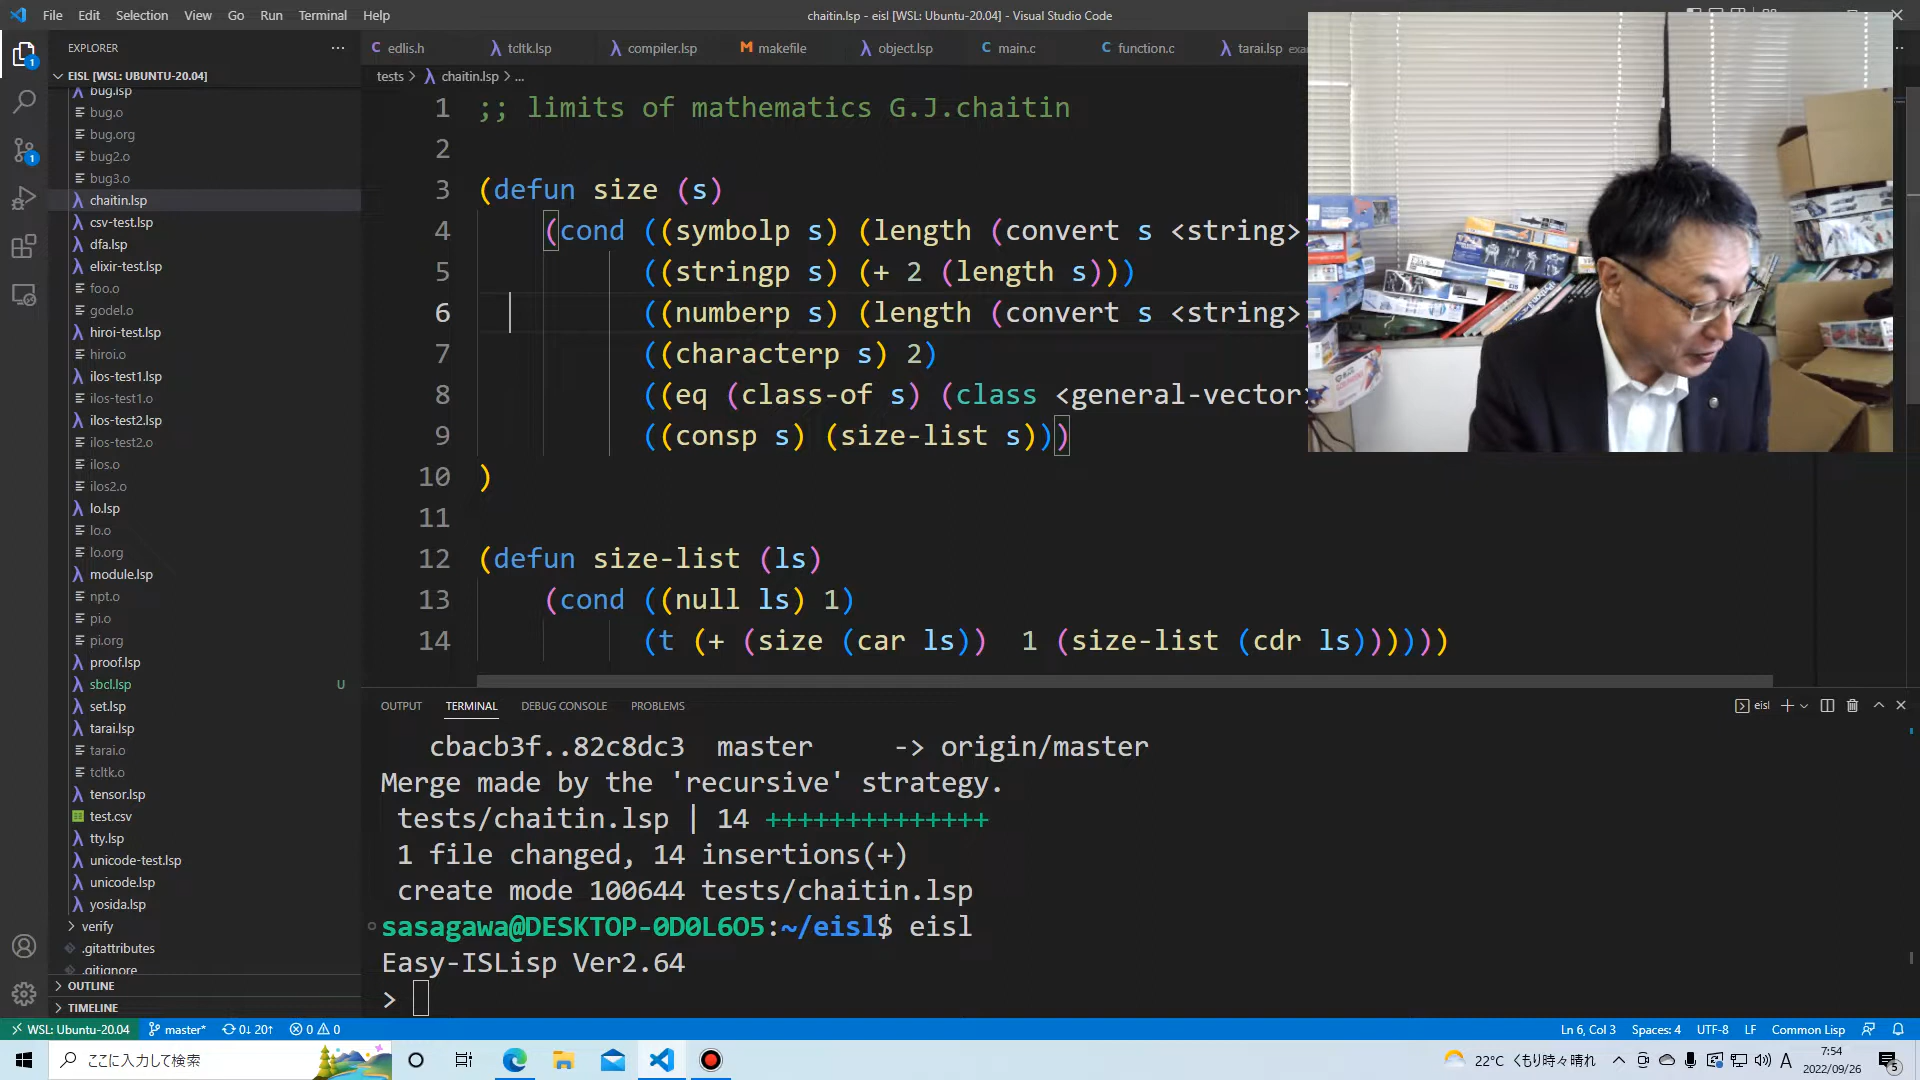 File Edit Selection View Go Run Terminal Help
chaitin.lsp - eisl [WSL: Ubuntu-20.04] - Visual Studio Code
EXPLORER
EISL [WSL: UBUNTU-20.04]
bug.lsp
bug.o
bug.org
bug2.o
bug3.o
chaitin.lsp
csv-test.lsp
dfa.lsp
elixir-test.lsp
foo.o
godel.o
hiroi-test.lsp
hiroi.o
ilos-test1.lsp
ilos-test1.o
ilos-test2.lsp
ilos-test2.o
ilos.o
ilos2.o
lo.lsp
lo.o
lo.org
module.lsp
npt.o
pi.o
pi.org
proof.lsp
sbcl.lsp U
set.lsp
tarai.lsp
tarai.o
tcltk.o
tensor.lsp
test.csv
tty.lsp
unicode-test.lsp
unicode.lsp
yosida.lsp
verify
.gitattributes
.gitignore
OUTLINE
TIMELINE
edlis.h tcltk.lsp compiler.lsp makefile object.lsp main.c function.c tarai.lsp
tests > chaitin.lsp > ...
1 ;; limits of mathematics G.J.chaitin
2
3 (defun size (s)
4 (cond ((symbolp s) (length (convert s <string>
5 ((stringp s) (+ 2 (length s)))
6 ((numberp s) (length (convert s <string>
7 ((characterp s) 2)
8 ((eq (class-of s) (class <general-vector
9 ((consp s) (size-list s)))
10 )
11
12 (defun size-list (ls)
13 (cond ((null ls) 1)
14 (t (+ (size (car ls)) 1 (size-list (cdr ls))))))
OUTPUT TERMINAL DEBUG CONSOLE PROBLEMS
eisl
cbacb3f..82c8dc3 master -> origin/master
Merge made by the 'recursive' strategy.
tests/chaitin.lsp | 14 ++++++++++++++
1 file changed, 14 insertions(+)
create mode 100644 tests/chaitin.lsp
sasagawa@DESKTOP-0D0L6O5:~/eisl$ eisl
Easy-ISLisp Ver2.64
>
WSL: Ubuntu-20.04 master* 0↓ 20↑ 0 0
Ln 6, Col 3 Spaces: 4 UTF-8 LF Common Lisp
ここに入力して検索
22°C くもり時々晴れ A 7:54
2022/09/26
5